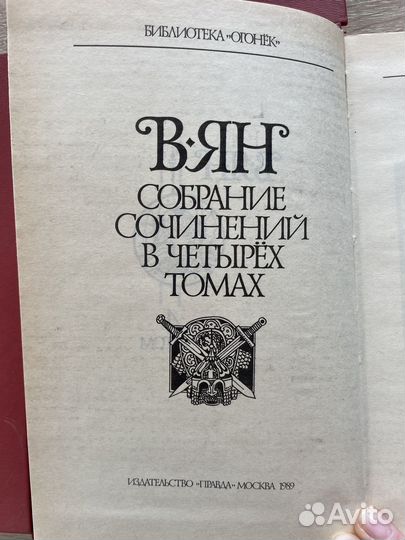 БИБЛИОТЕКА „ОГОНЁК“
В·ЯН
СОБРАНИЕ
СОЧИНЕНИЙ
В ЧЕТЫРЁХ
ТОМАХ
ИЗДАТЕЛЬСТВО „ПРАВДА“ МОСКВА 1989
Avito